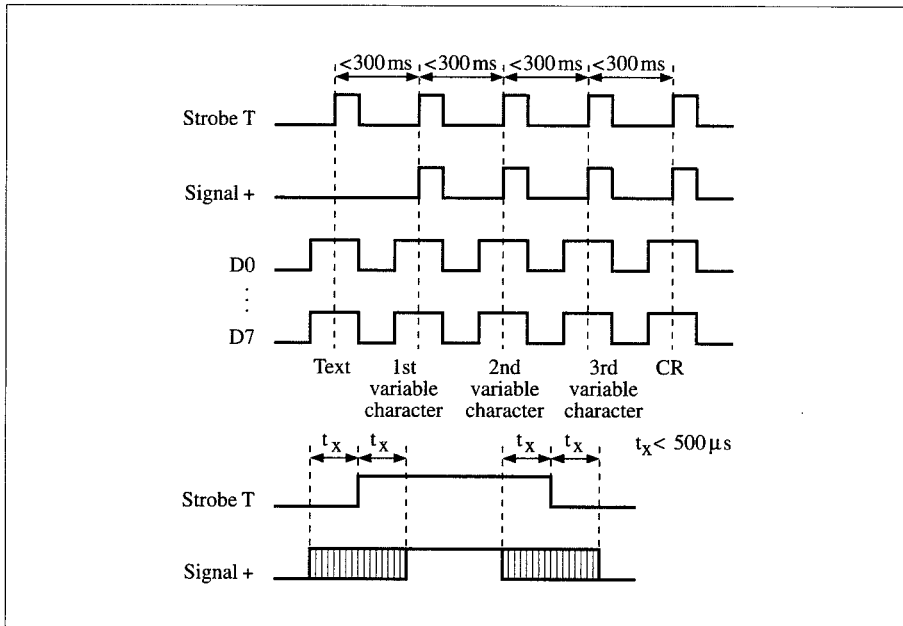 <300 ms <300 ms <300 ms <300 ms
Strobe T
Signal +
D0
⋮
D7
Text 1st variable character 2nd variable character 3rd variable character CR
tx tx tx tx tx < 500 µs
Strobe T
Signal +